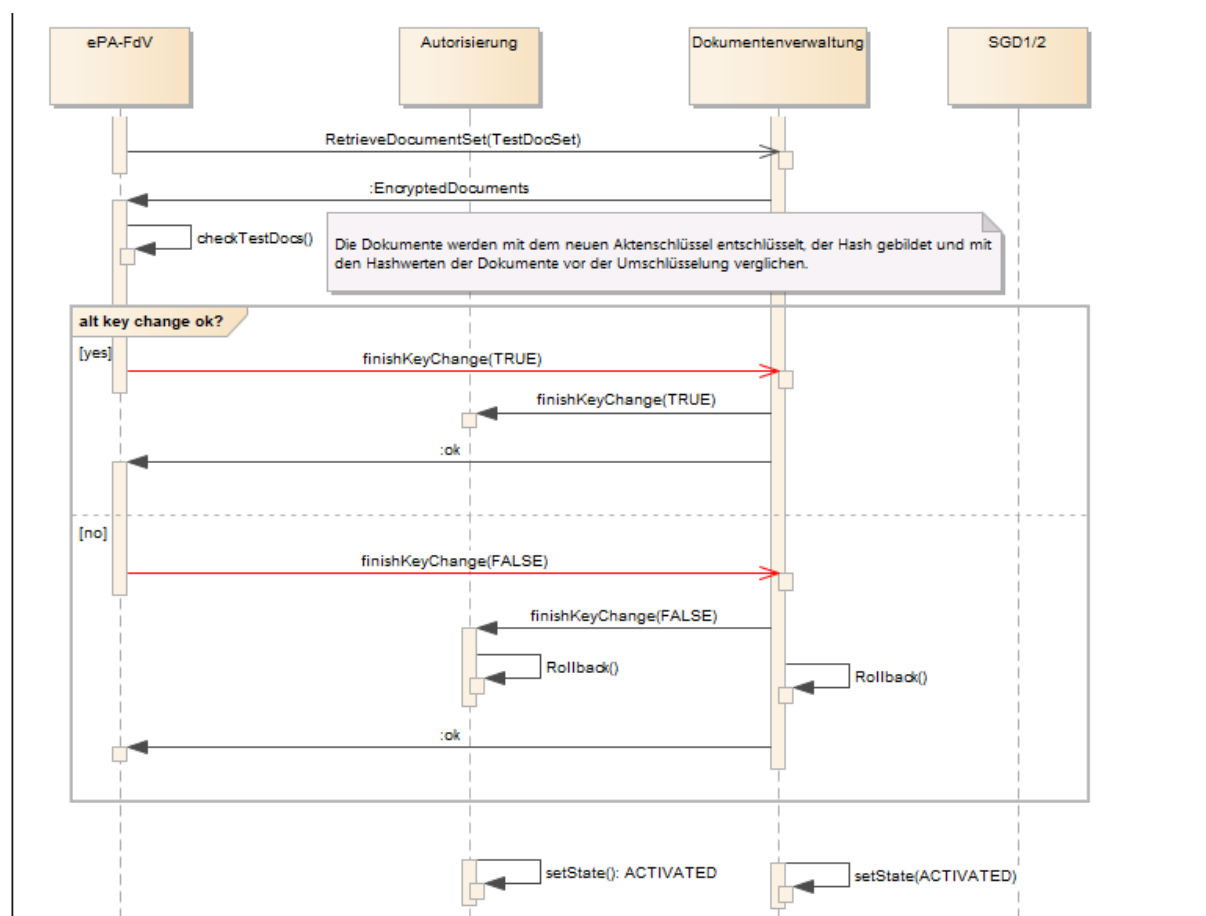 ePA-FdV
Autorisierung
Dokumentenverwaltung
SGD1/2
RetrieveDocumentSet(TestDocSet)
:EncryptedDocuments
checkTestDocs()
Die Dokumente werden mit dem neuen Aktenschlüssel entschlüsselt, der Hash gebildet und mit
den Hashwerten der Dokumente vor der Umschlüsselung verglichen.
alt key change ok?
[yes]
finishKeyChange(TRUE)
finishKeyChange(TRUE)
:ok
[no]
finishKeyChange(FALSE)
finishKeyChange(FALSE)
Rollback()
Rollback()
:ok
setState(): ACTIVATED
setState(ACTIVATED)